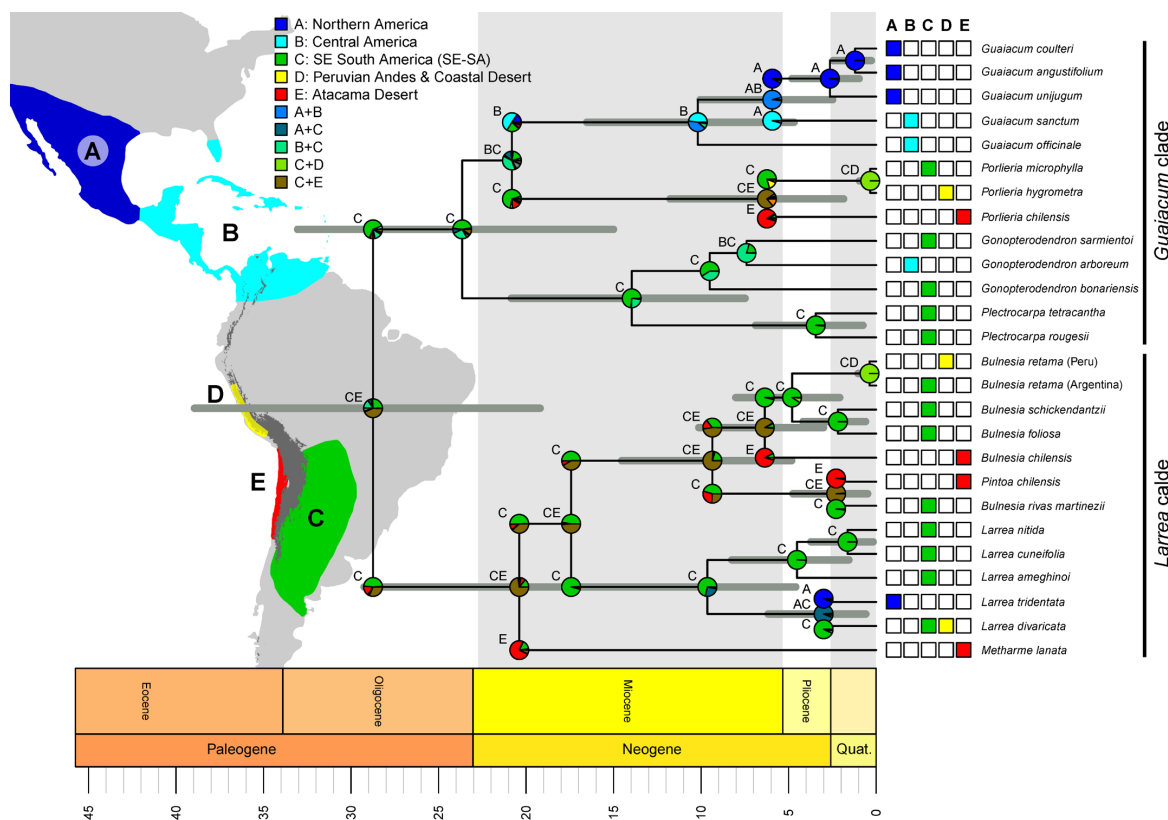 A: Northern America
B: Central America
C: SE South America (SE-SA)
D: Peruvian Andes & Coastal Desert
E: Atacama Desert
A+B
A+C
B+C
C+D
C+E
A
B
D
E
C
A B C D E
Guaiacum coulteri
Guaiacum angustifolium
Guaiacum unijugum
Guaiacum sanctum
Guaiacum officinale
Porlieria microphylla
Porlieria hygrometra
Porlieria chilensis
Gonopterodendron sarmientoi
Gonopterodendron arboreum
Gonopterodendron bonariensis
Plectrocarpa tetracantha
Plectrocarpa rougesii
Bulnesia retama (Peru)
Bulnesia retama (Argentina)
Bulnesia schickendantzii
Bulnesia foliosa
Bulnesia chilensis
Pintoa chilensis
Bulnesia rivas martinezii
Larrea nitida
Larrea cuneifolia
Larrea ameghinoi
Larrea tridentata
Larrea divaricata
Metharme lanata
Guaiacum clade
Larrea calde
A
A
A
AB
B
A
BC
C
CD
C
CE
E
C
C
BC
C
C
C
CE
CD
C
C
C
CE
CE
E
C
CE
C
E
CE
C
C
CE
C
CE
C
C
C
C
A
AC
C
E
Eocene
Oligocene
Miocene
Pliocene
Paleogene
Neogene
Quat.
45
40
35
30
25
20
15
10
5
0